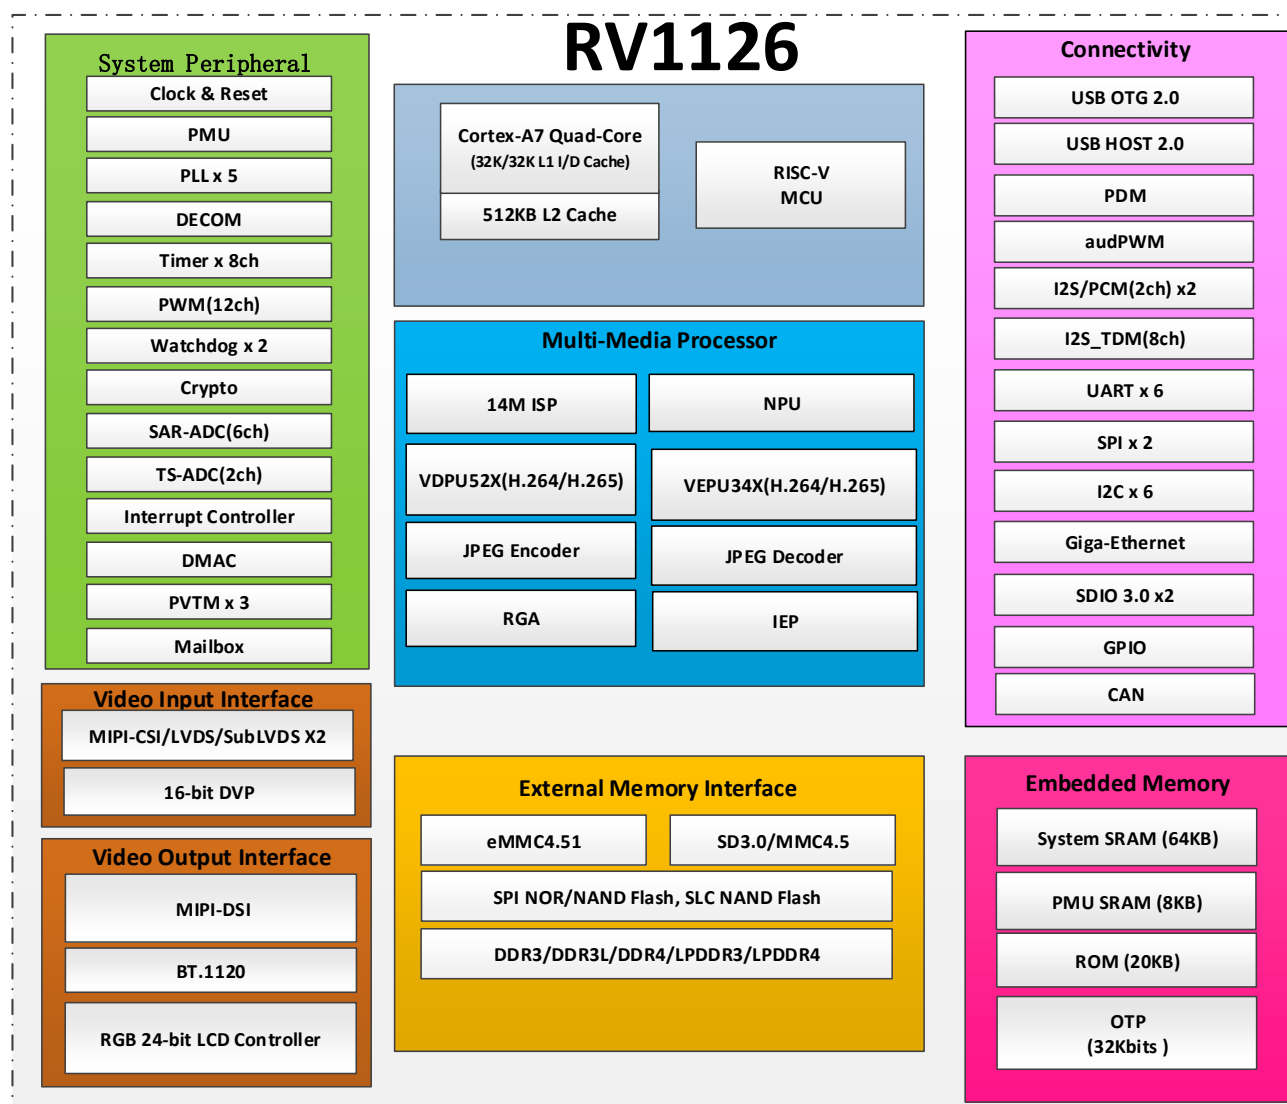 RV1126
System Peripheral
Clock & Reset
PMU
PLL x 5
DECOM
Timer x 8ch
PWM(12ch)
Watchdog x 2
Crypto
SAR-ADC(6ch)
TS-ADC(2ch)
Interrupt Controller
DMAC
PVTM x 3
Mailbox
Video Input Interface
MIPI-CSI/LVDS/SubLVDS X2
16-bit DVP
Video Output Interface
MIPI-DSI
BT.1120
RGB 24-bit LCD Controller
Cortex-A7 Quad-Core
(32K/32K L1 I/D Cache)
512KB L2 Cache
RISC-V
MCU
Multi-Media Processor
14M ISP
NPU
VDPU52X(H.264/H.265)
VEPU34X(H.264/H.265)
JPEG Encoder
JPEG Decoder
RGA
IEP
External Memory Interface
eMMC4.51
SD3.0/MMC4.5
SPI NOR/NAND Flash, SLC NAND Flash
DDR3/DDR3L/DDR4/LPDDR3/LPDDR4
Connectivity
USB OTG 2.0
USB HOST 2.0
PDM
audPWM
I2S/PCM(2ch) x2
I2S_TDM(8ch)
UART x 6
SPI x 2
I2C x 6
Giga-Ethernet
SDIO 3.0 x2
GPIO
CAN
Embedded Memory
System SRAM (64KB)
PMU SRAM (8KB)
ROM (20KB)
OTP
(32Kbits )